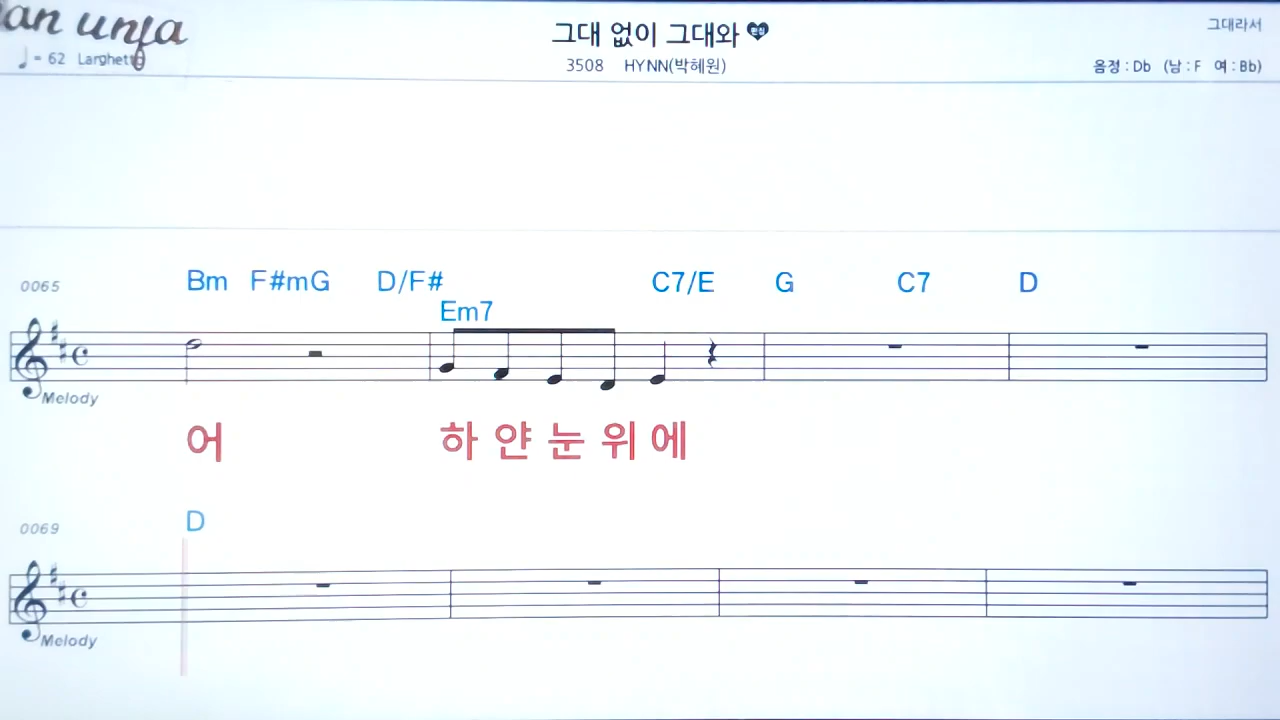 an unja
그대 없이 그대와
그대라서
♩= 62 Larghetto
3508 HYNN(박혜원)
음정 : Db (남 : F 여 : Bb)
0065 Bm F#mG D/F# C7/E G C7 D
Em7
Melody
어 하 얀 눈 위 에
0069 D
Melody